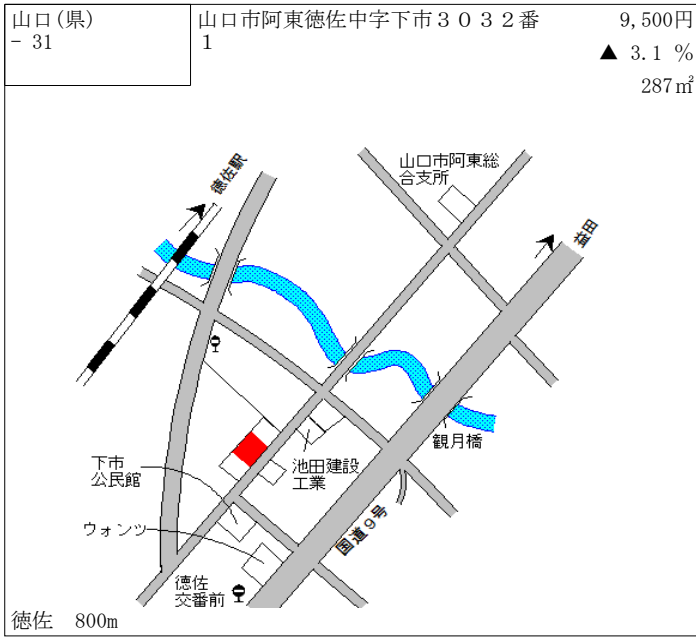 山口(県)
－ 31
山口市阿東徳佐中字下市３０３２番
1
9,500円
▲ 3.1 %
287㎡
徳佐駅
山口市阿東総
合支所
益田
観月橋
池田建設
工業
下市
公民館
ウォンツ
国道９号
徳佐
交番前
徳佐 800m